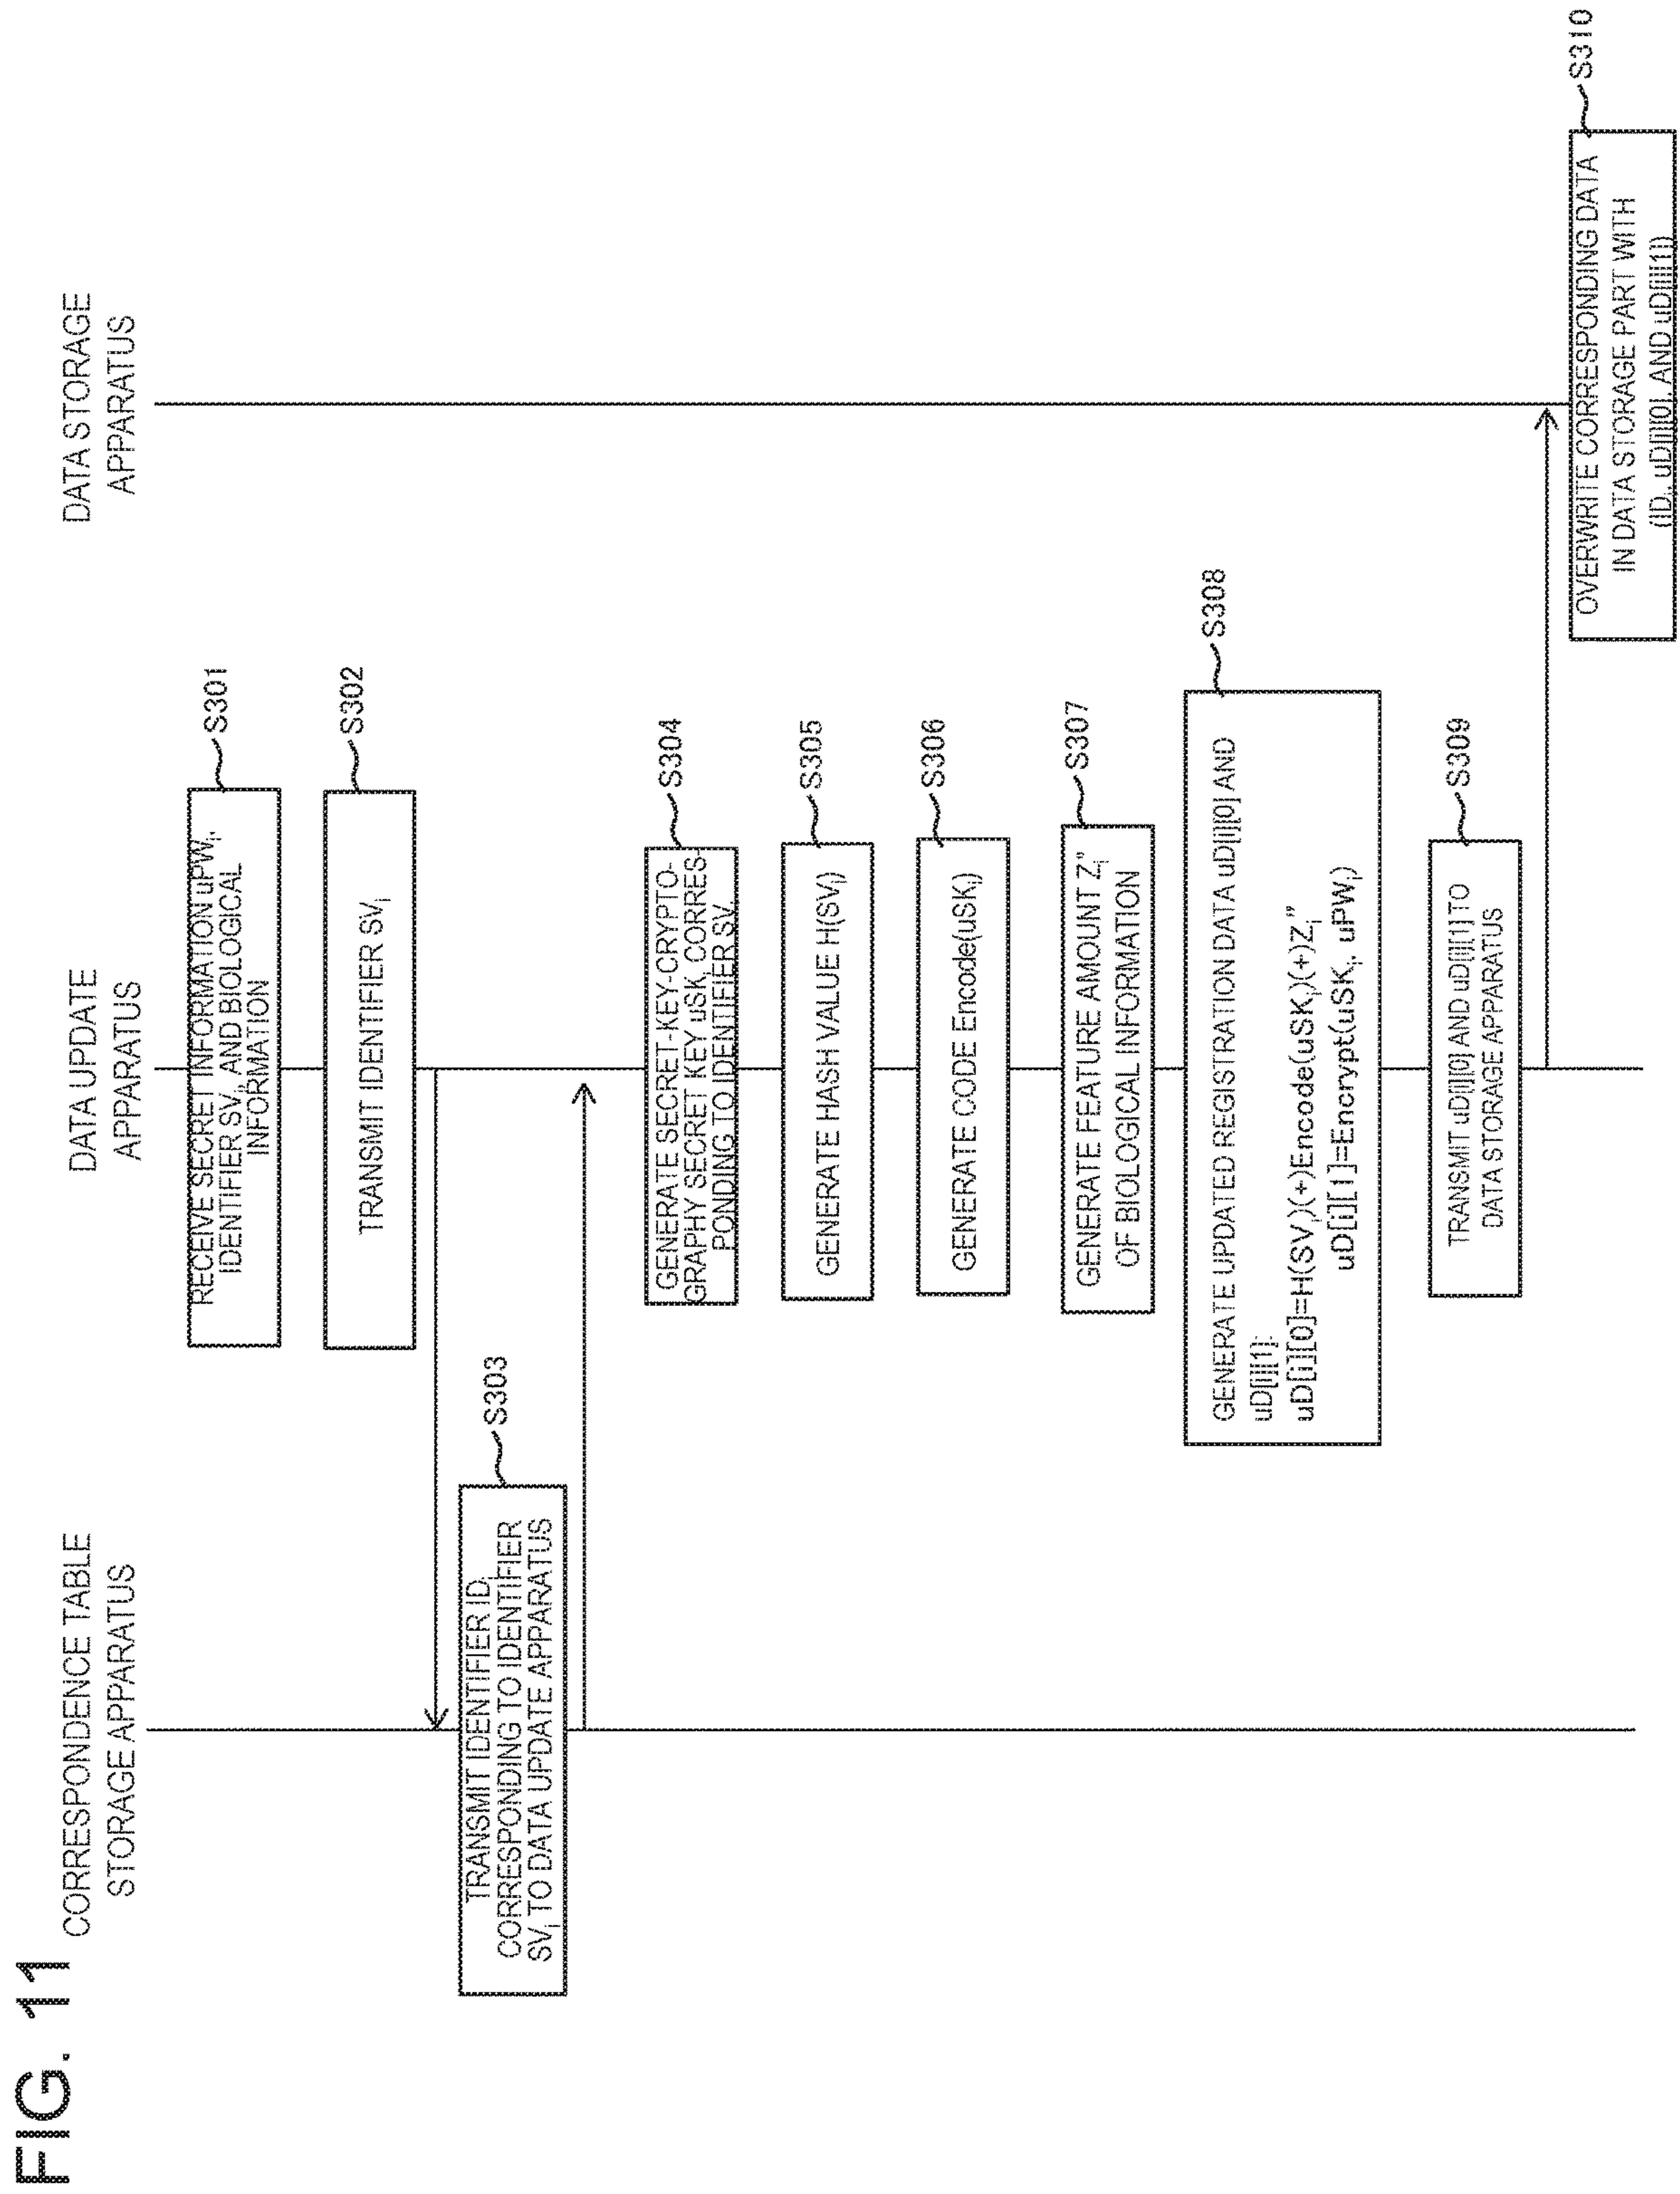 FIG. 11
CORRESPONDENCE TABLE
STORAGE APPARATUS
DATA UPDATE
APPARATUS
DATA STORAGE
APPARATUS
RECEIVE SECRET INFORMATION uPWi,
IDENTIFIER SVi, AND BIOLOGICAL
INFORMATION
S301
TRANSMIT IDENTIFIER SVi
S302
TRANSMIT IDENTIFIER IDi
CORRESPONDING TO IDENTIFIER
SVi TO DATA UPDATE APPARATUS
S303
GENERATE SECRET-KEY-CRYPTO-
GRAPHY SECRET KEY uSKi CORRES-
PONDING TO IDENTIFIER SVi
S304
GENERATE HASH VALUE H(SVi)
S305
GENERATE CODE Encode(uSKi)
S306
GENERATE FEATURE AMOUNT Zi"
OF BIOLOGICAL INFORMATION
S307
GENERATE UPDATED REGISTRATION DATA uD[i][0] AND
uD[i][1]:
uD[i][0]=H(SVi)(+)Encode(uSKi)(+)Zi"
uD[i][1]=Encrypt(uSKi, uPWi)
S308
TRANSMIT uD[i][0] AND uD[i][1] TO
DATA STORAGE APPARATUS
S309
OVERWRITE CORRESPONDING DATA
IN DATA STORAGE PART WITH
(IDi, uD[i][0], AND uD[i][1])
S310